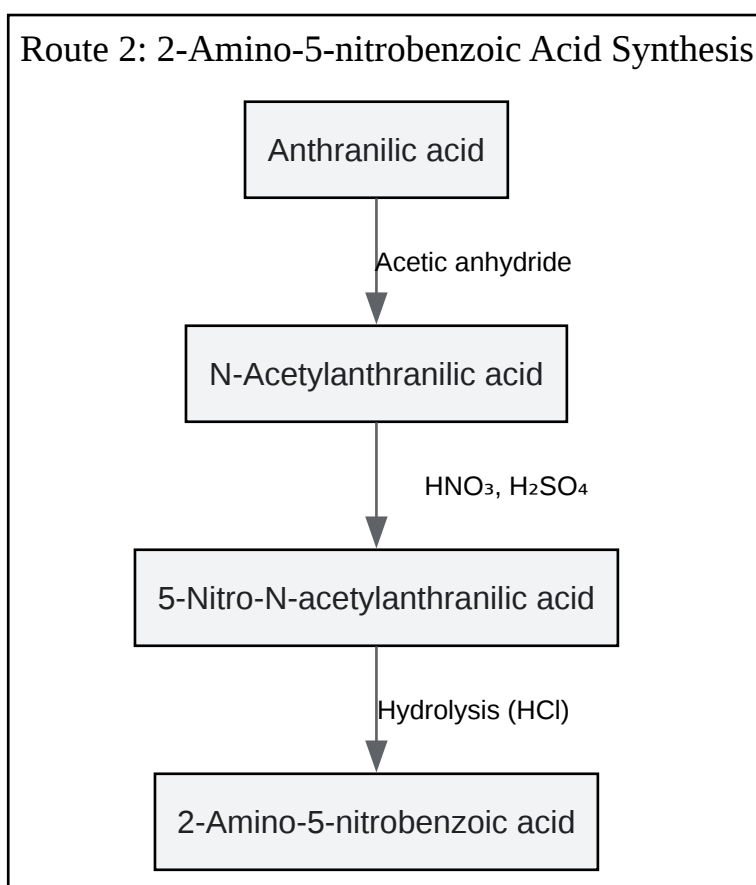 Route 2: 2-Amino-5-nitrobenzoic Acid Synthesis
Anthranilic acid
Acetic anhydride
N-Acetylanthranilic acid
HNO₃, H₂SO₄
5-Nitro-N-acetylanthranilic acid
Hydrolysis (HCl)
2-Amino-5-nitrobenzoic acid